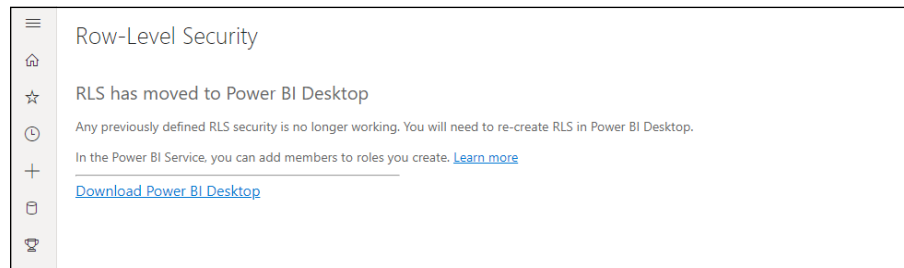 Row-Level Security
RLS has moved to Power BI Desktop
Any previously defined RLS security is no longer working. You will need to re-create RLS in Power BI Desktop.
In the Power BI Service, you can add members to roles you create. Learn more
Download Power BI Desktop